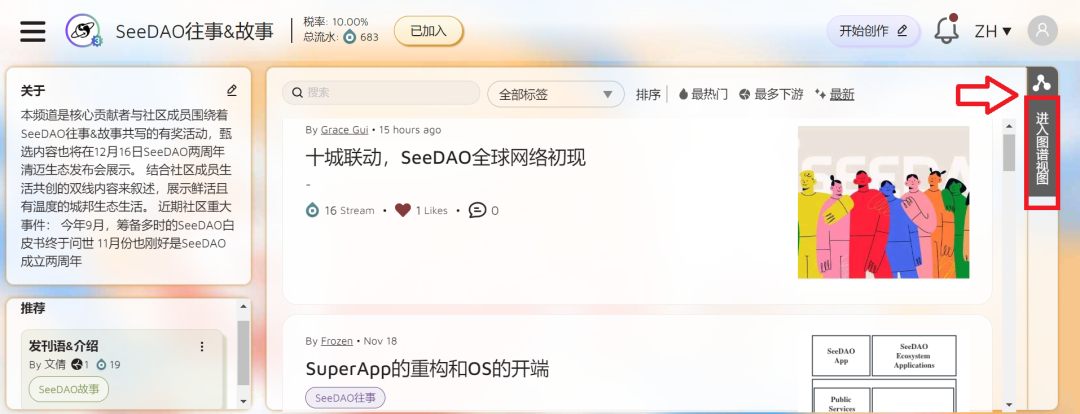 SeeDAO往事&故事
3
税率: 10.00%
总流水: 683
已加入
开始创作
ZH
关于
本频道是核心贡献者与社区成员围绕着
SeeDAO往事&故事共写的有奖活动，甄
选内容也将在12月16日SeeDAO两周年
清迈生态发布会展示。 结合社区成员生
活共创的双线内容来叙述，展示鲜活且
有温度的城邦生态生活。 近期社区重大
事件： 今年9月，筹备多时的SeeDAO白
皮书终于问世 11月份也刚好是SeeDAO
成立两周年
推荐
发刊语&介绍
By 文倩 1 19
SeeDAO故事
搜索
全部标签
排序
最热门
最多下游
最新
By Grace Gui • 15 hours ago
十城联动，SeeDAO全球网络初现
-
16 Stream • 1 Likes • 0
SEEDA
By Frozen • Nov 18
SuperApp的重构和OS的开端
SeeDAO往事
SeeDAO
App
SeeDAO
Ecosystem
Applications
Public
Services
进入图谱视图